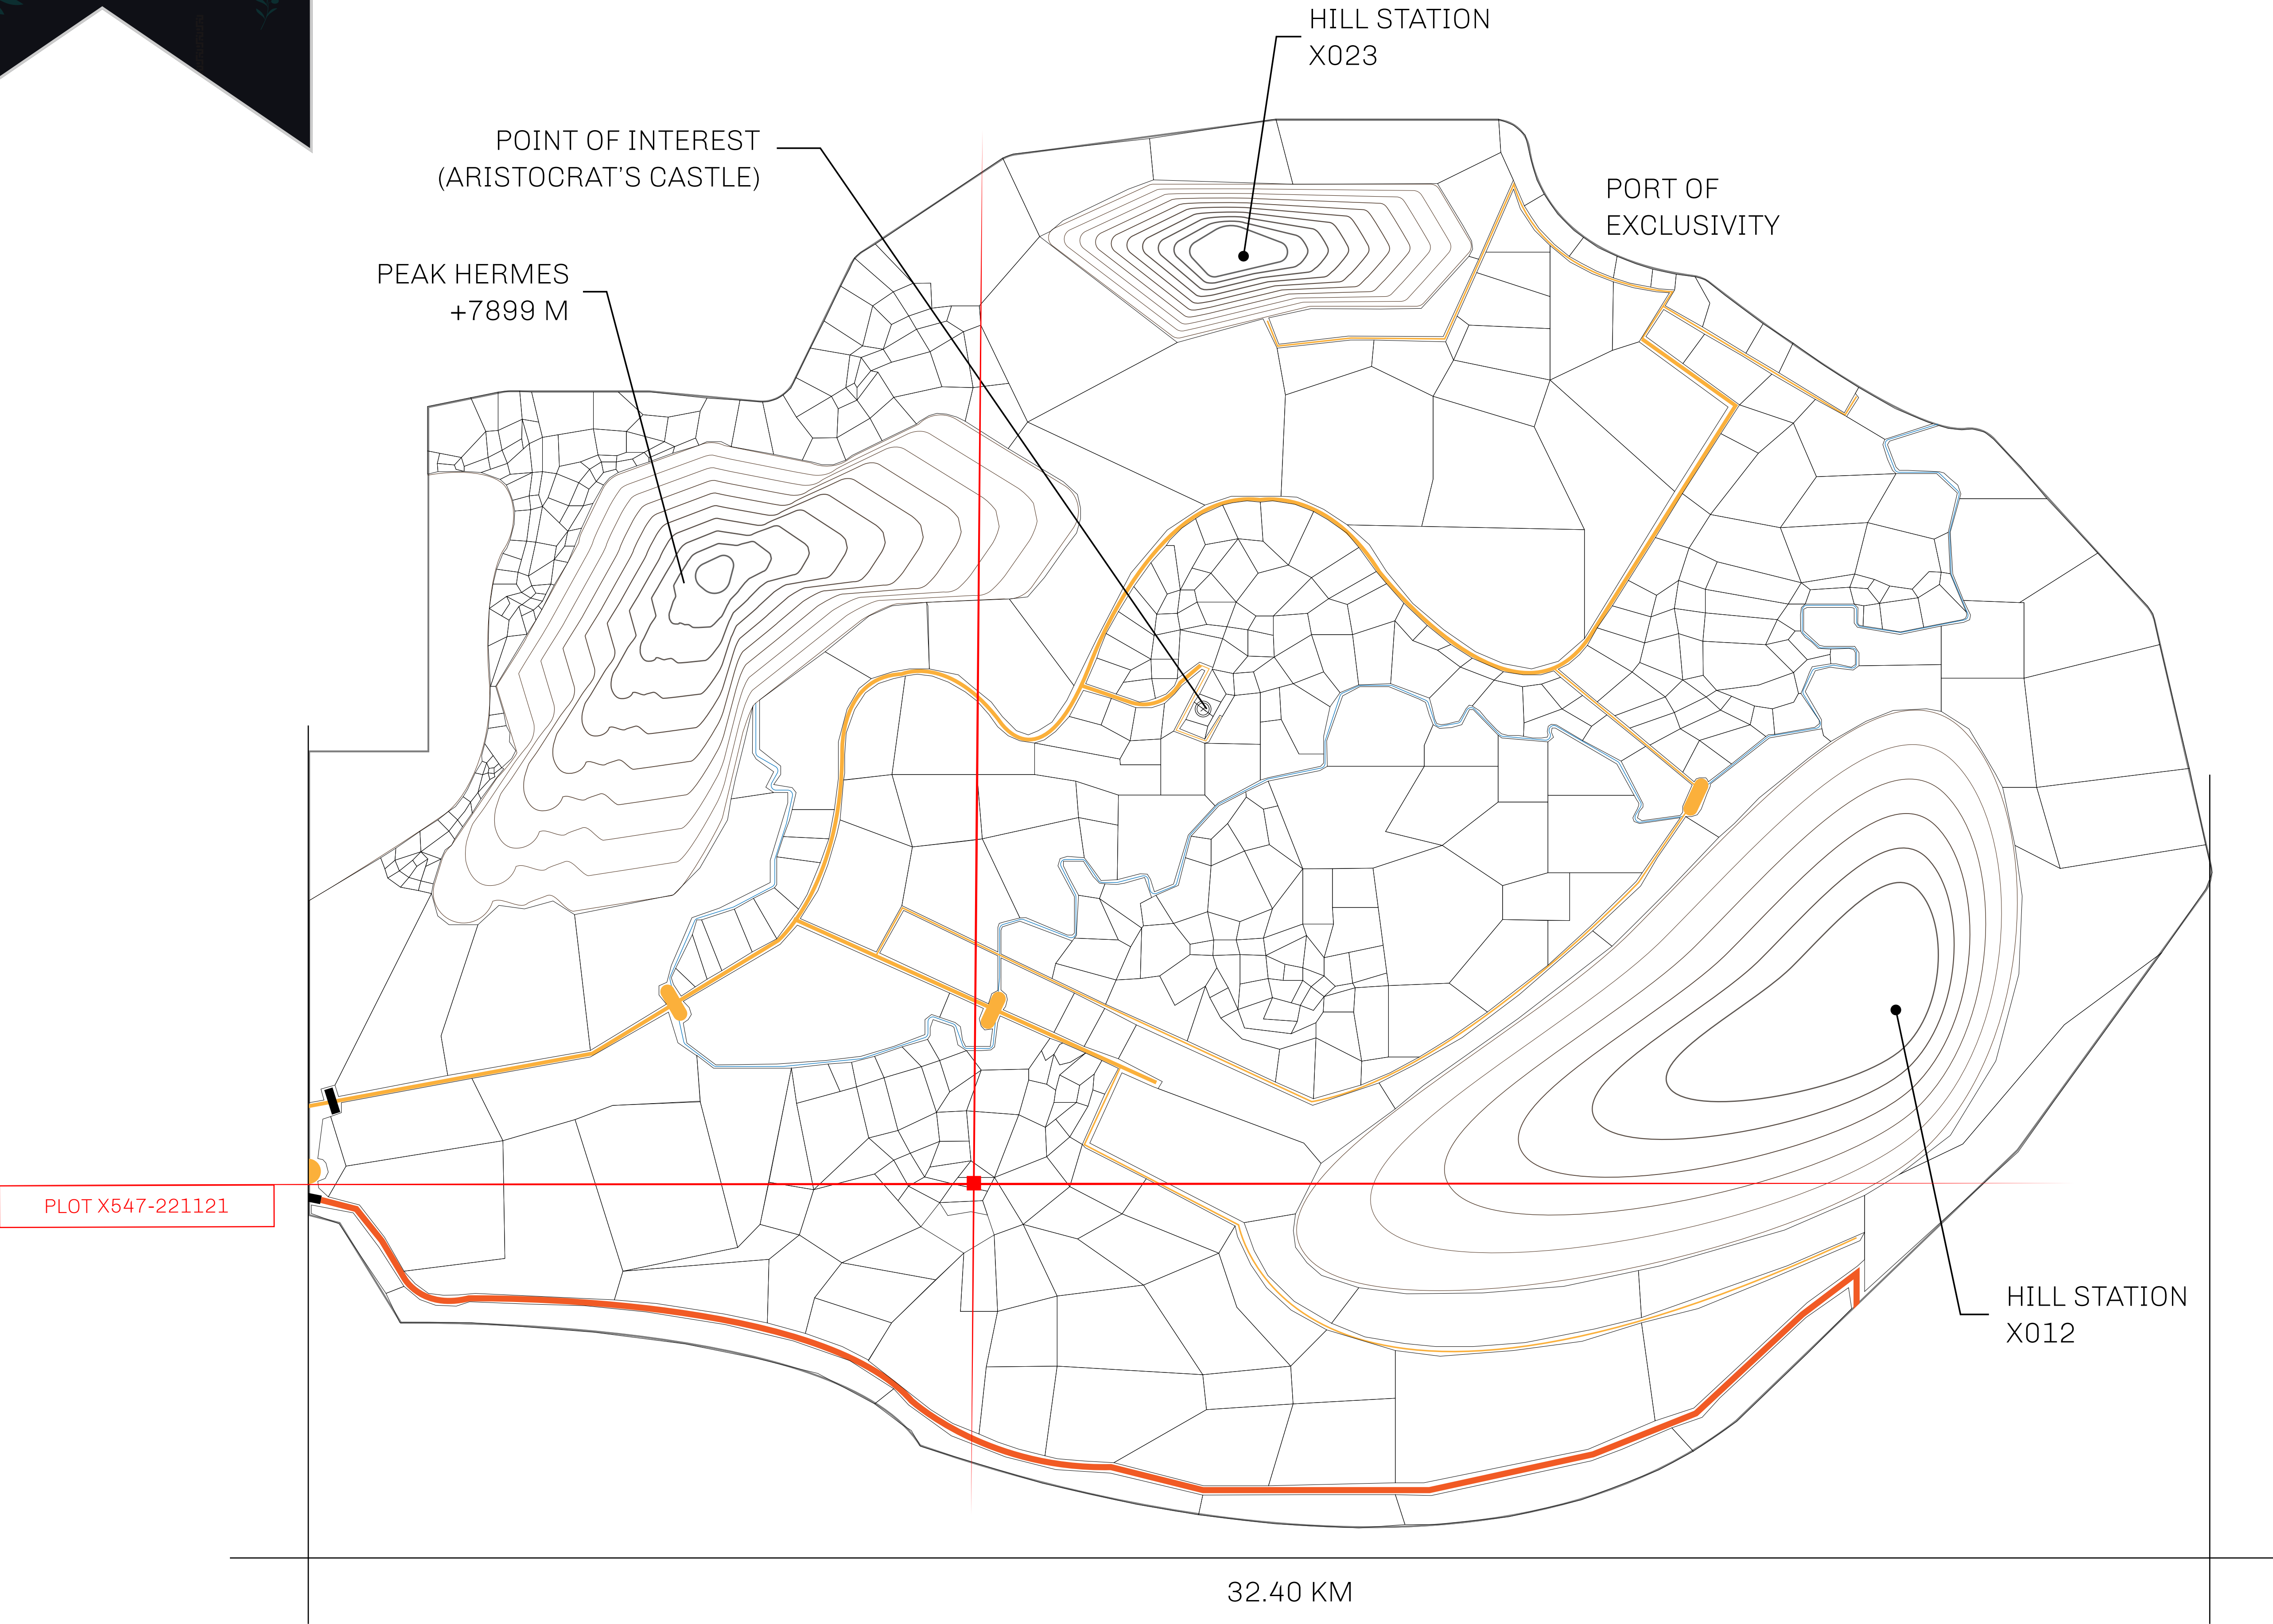 HILL STATION
X023
POINT OF INTEREST
(ARISTOCRAT'S CASTLE)
PORT OF
EXCLUSIVITY
PEAK HERMES
+7899 M
PLOT X547-221121
HILL STATION
X012
32.40 KM